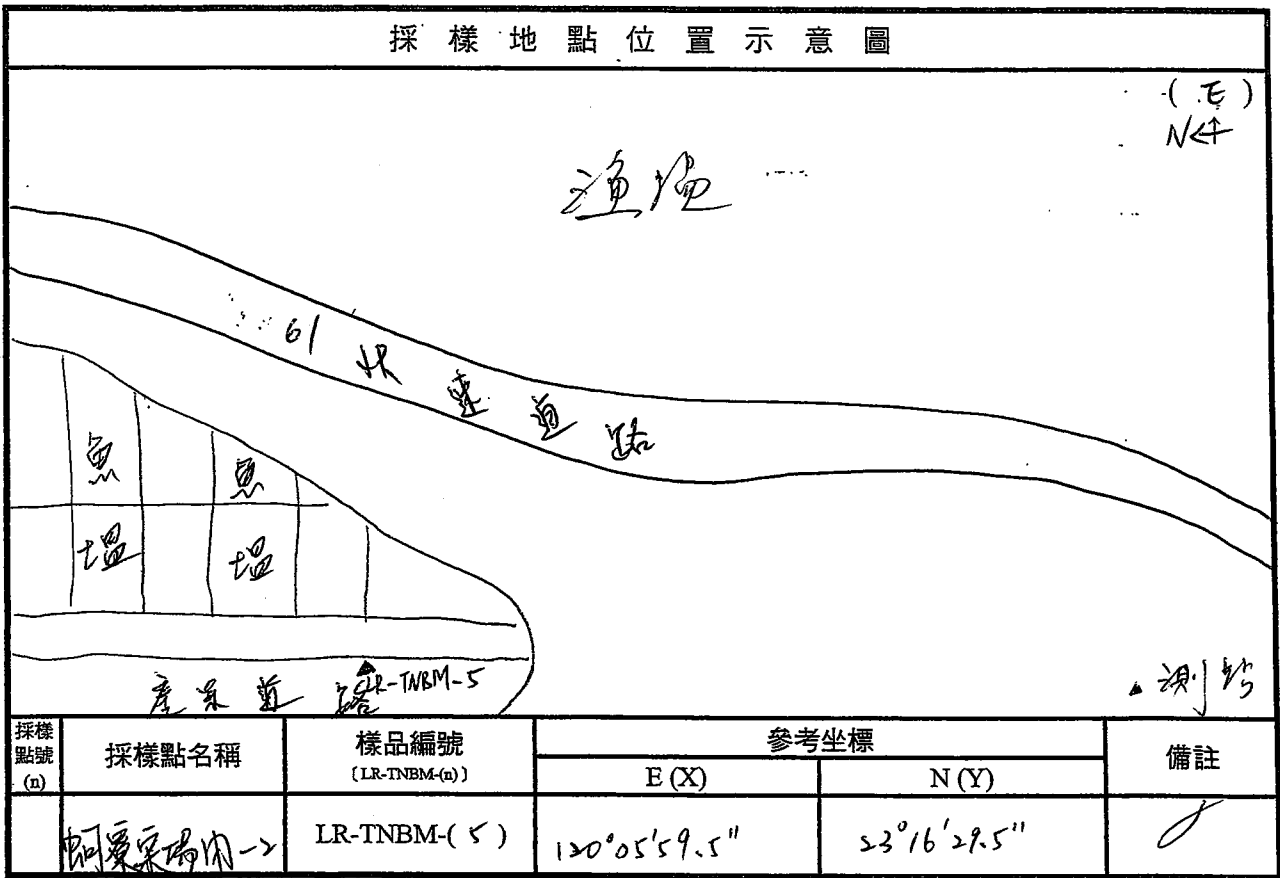 採樣地點位置示意圖
(E)
N
漁塭
61快速道路
魚塭
魚塭
產業道路
LR-TNBM-5
▲測站
採樣點號(n)
採樣點名稱
樣品編號
〔LR-TNBM-(n)〕
參考坐標
E (X)
N (Y)
備註
LR-TNBM-( 5 )
120°05'59.5"
23°16'29.5"